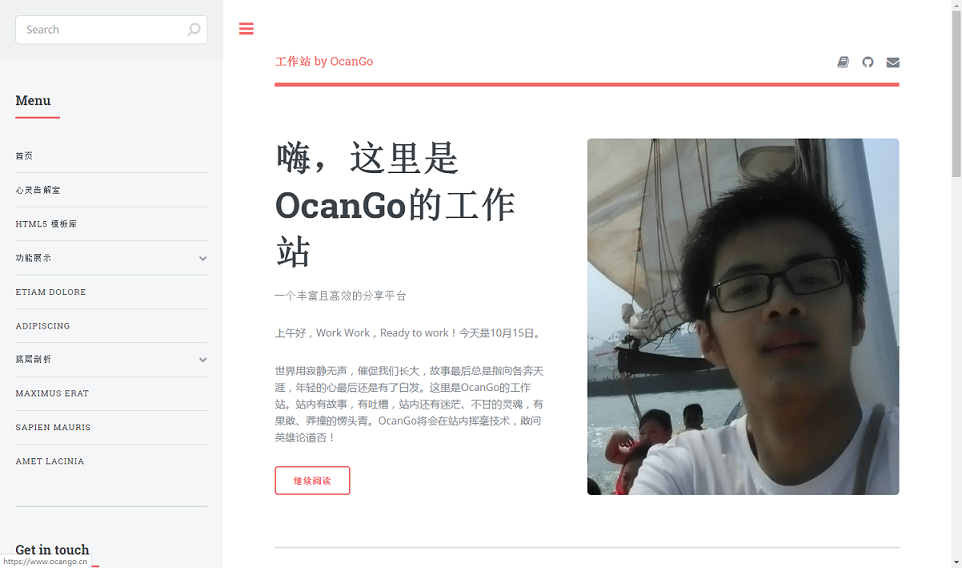 Search
Menu
首页
心灵告解室
HTML5 模板库
功能展示
ETIAM DOLORE
ADIPISCING
底层剖析
MAXIMUS ERAT
SAPIEN MAURIS
AMET LACINIA
Get in touch
https://www.ocango.cn
工作站 by OcanGo
嗨，这里是
OcanGo的工作
站
一个丰富且高效的分享平台
上午好，Work Work，Ready to work！今天是10月15日。
世界用寂静无声，催促我们长大，故事最后总是指向各奔天
涯，年轻的心最后还是有了白发。这里是OcanGo的工作
站。站内有故事，有吐槽，站内还有迷茫、不甘的灵魂，有
果敢、莽撞的愣头青。OcanGo将会在站内挥毫技术，敢问
英雄论道否！
继续阅读